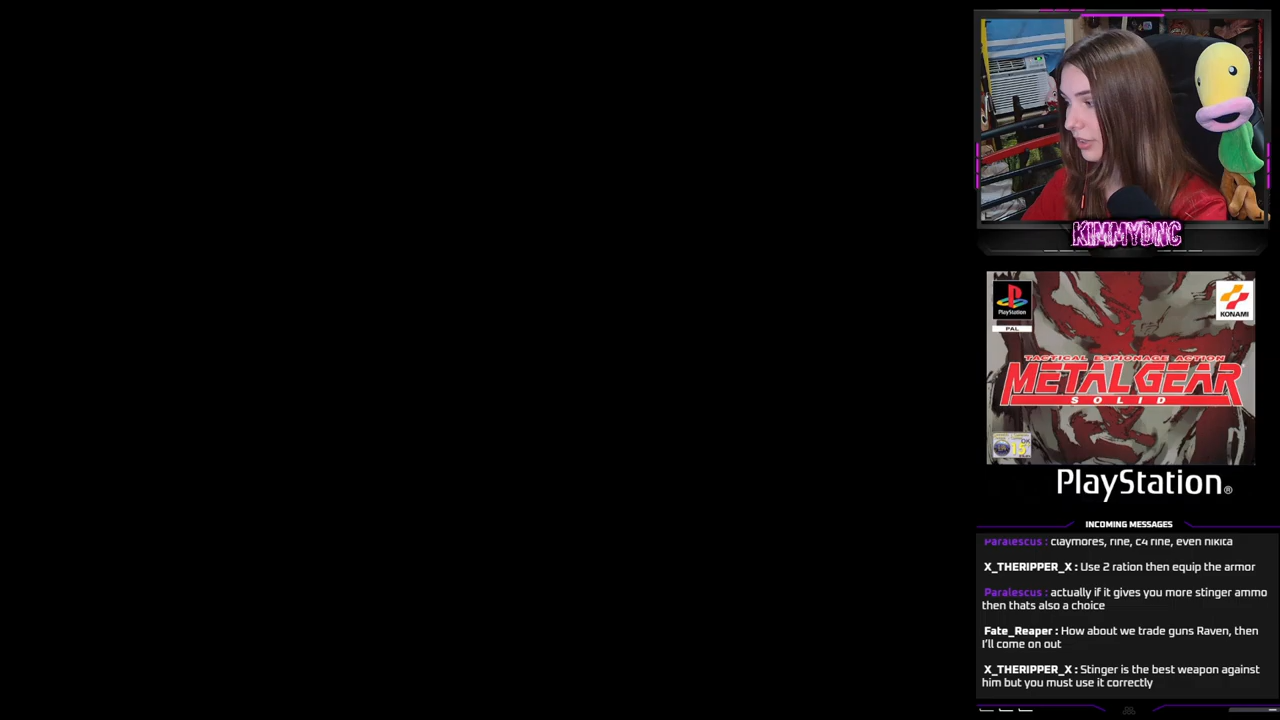 KIMMYDNC
PlayStation
PAL
KONAMI
TACTICAL ESPIONAGE ACTION
METAL GEAR
SOLID
15
PlayStation®
INCOMING MESSAGES
Paralescus : claymores, fine, c4 fine, even nikita
X_THERIPPER_X : Use 2 ration then equip the armor
Paralescus : actually if it gives you more stinger ammo
then thats also a choice
Fate_Reaper : How about we trade guns Raven, then
I'll come on out
X_THERIPPER_X : Stinger is the best weapon against
him but you must use it correctly